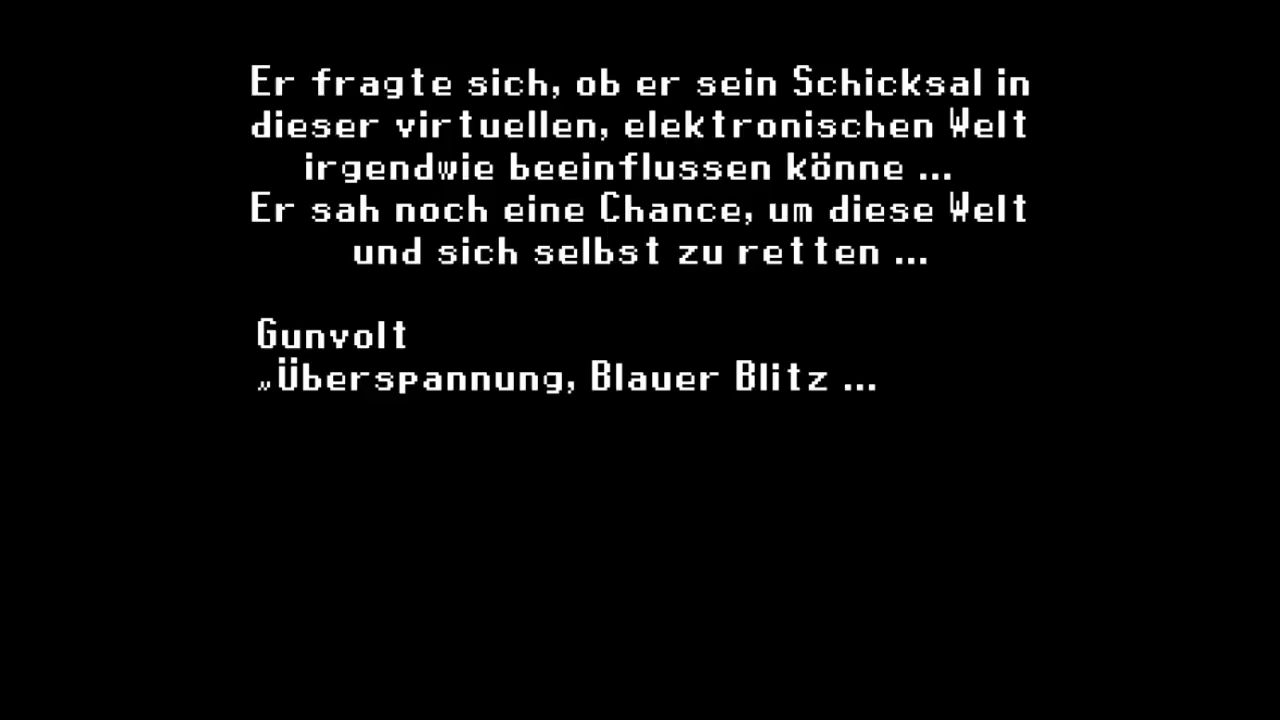 Er fragte sich, ob er sein Schicksal in
dieser virtuellen, elektronischen Welt
irgendwie beeinflussen könne ...
Er sah noch eine Chance, um diese Welt
und sich selbst zu retten ...
Gunvolt
„Überspannung, Blauer Blitz ...